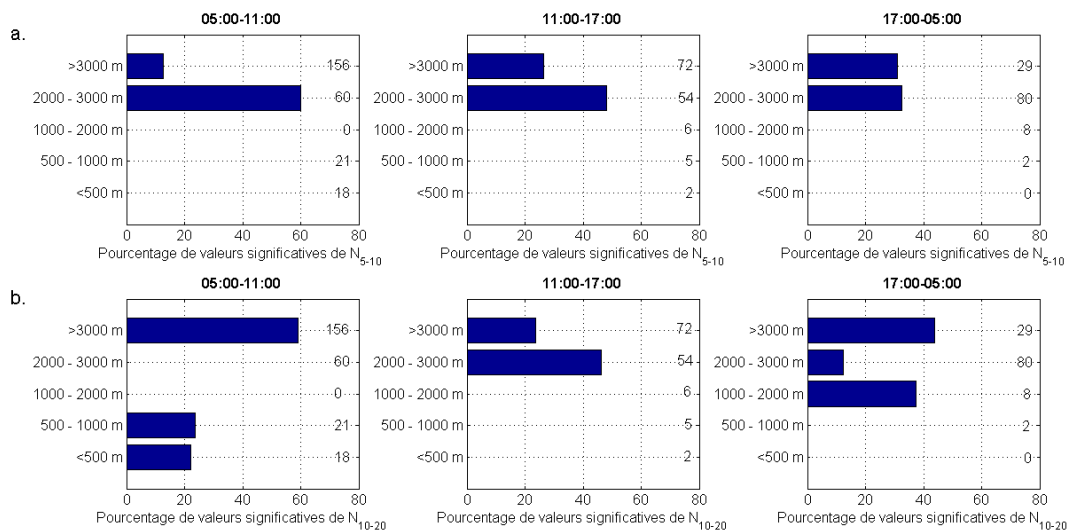 05:00-11:00 11:00-17:00 17:00-05:00
a.
>3000 m 156 >3000 m 72 >3000 m 29
2000 - 3000 m 60 2000 - 3000 m 54 2000 - 3000 m 80
1000 - 2000 m 0 1000 - 2000 m 6 1000 - 2000 m 8
500 - 1000 m 21 500 - 1000 m 5 500 - 1000 m 2
<500 m 18 <500 m 2 <500 m 0
0 20 40 60 80 0 20 40 60 80 0 20 40 60 80
Pourcentage de valeurs significatives de N5-10 Pourcentage de valeurs significatives de N5-10 Pourcentage de valeurs significatives de N5-10
05:00-11:00 11:00-17:00 17:00-05:00
b.
>3000 m 156 >3000 m 72 >3000 m 29
2000 - 3000 m 60 2000 - 3000 m 54 2000 - 3000 m 80
1000 - 2000 m 0 1000 - 2000 m 6 1000 - 2000 m 8
500 - 1000 m 21 500 - 1000 m 5 500 - 1000 m 2
<500 m 18 <500 m 2 <500 m 0
0 20 40 60 80 0 20 40 60 80 0 20 40 60 80
Pourcentage de valeurs significatives de N10-20 Pourcentage de valeurs significatives de N10-20 Pourcentage de valeurs significatives de N10-20